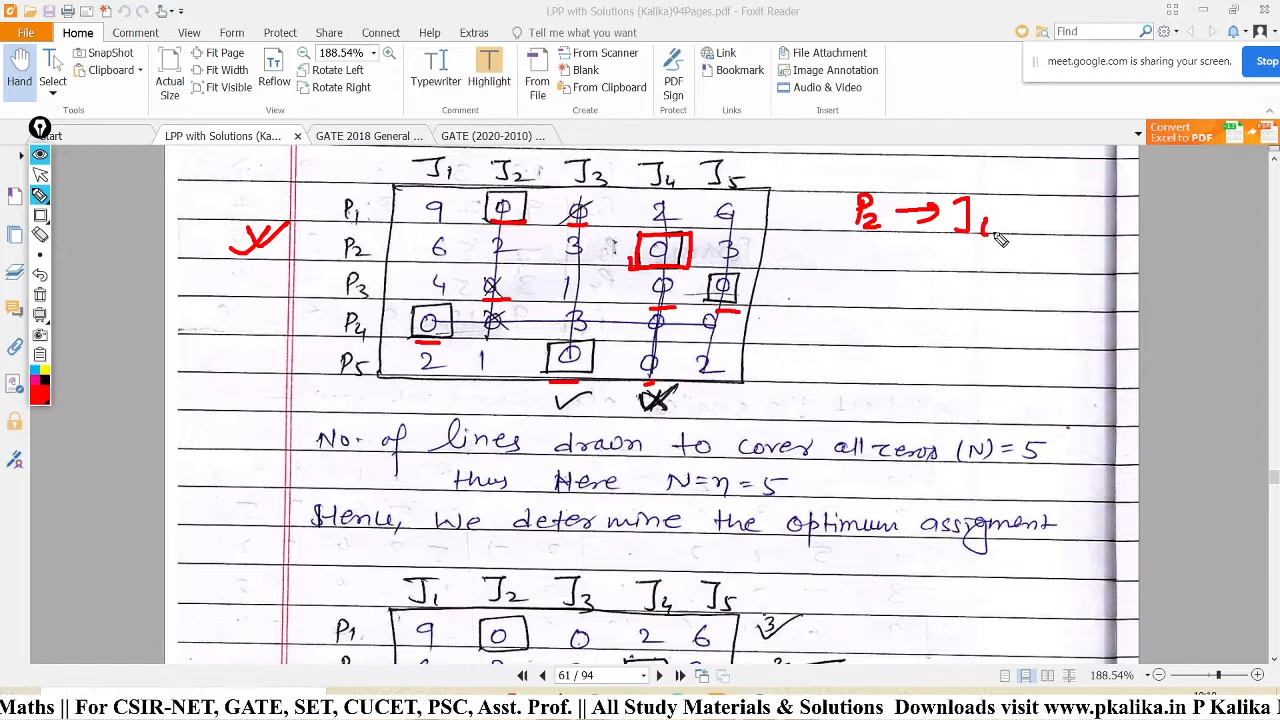 LPP with Solutions (Kalika)94Pages.pdf - Foxit Reader
File Home Comment View Form Protect Share Connect Help Extras Tell me what you want Find
Hand Select SnapShot Clipboard Actual Size Fit Page Fit Width Fit Visible Reflow 188.54% Zoom Out Zoom In Rotate Left Rotate Right Typewriter Highlight From File From Scanner Blank From Clipboard PDF Sign Link Bookmark File Attachment Image Annotation Audio & Video
meet.google.com is sharing your screen. Stop
Tools View Comment Create Protect Links Insert
Start LPP with Solutions (Ka... GATE 2018 General ... GATE (2020-2010) ... Convert Excel to PDF
J1 J2 J3 J4 J5
P1 9 0 0 2 6
P2 6 2 3 0 3
P3 4 0 1 0 0
P4 0 3 0 0
P5 2 1 0 0 2
P2 → J
No. of lines drawn to cover all zeros (N) = 5
thus Here N=n=5
Hence, We determine the optimum assigment
J1 J2 J3 J4 J5
P1 9 0 0 2 6 3
61 / 94 188.54%
Maths || For CSIR-NET, GATE, SET, CUCET, PSC, Asst. Prof. || All Study Materials & Solutions Downloads visit www.pkalika.in P Kalika